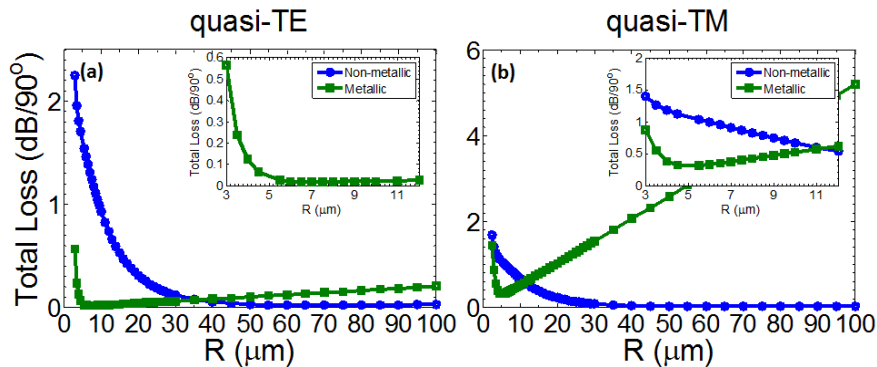 quasi-TE
quasi-TM
(a)
Total Loss (dB/90°)
2
1
0
0 10 20 30 40 50 60 70 80 90 100
R (μm)
Non-metallic
Metallic
Total Loss (dB/90°)
0.6
0.5
0.4
0.3
0.2
0.1
0
3 5 7 9 11
R (μm)
(b)
6
4
2
0
0 10 20 30 40 50 60 70 80 90 100
R (μm)
Non-metallic
Metallic
Total Loss (dB/90°)
2
1.5
1
0.5
0
3 5 7 9 11
R (μm)